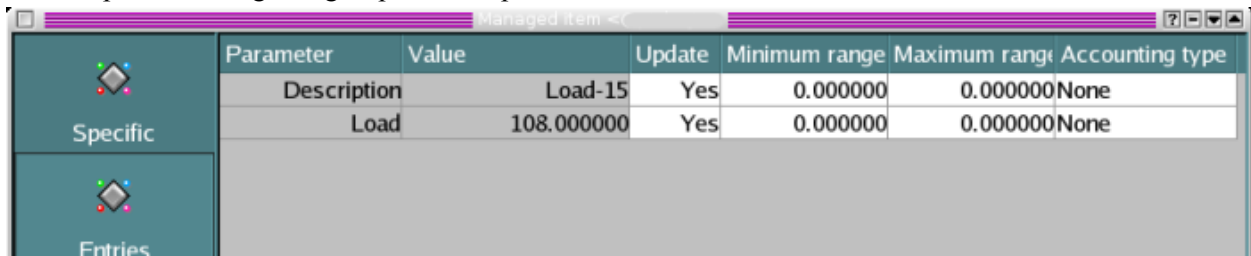 Managed item <(
Parameter Value Update Minimum range Maximum range Accounting type
Description Load-15 Yes 0.000000 0.000000 None
Load 108.000000 Yes 0.000000 0.000000 None
Specific
Entries